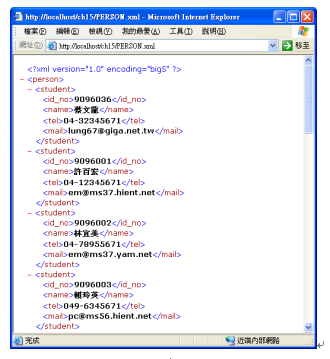 http://localhost/ch15/PERSON.xml - Microsoft Internet Explorer
檔案(F) 編輯(E) 檢視(V) 我的最愛(A) 工具(T) 說明(H)
網址(D) http://localhost/ch15/PERSON.xml 移至
<?xml version="1.0" encoding="big5" ?>
- <person>
- <student>
<id_no>9096036</id_no>
<name>蔡文龍</name>
<tel>04-32345671</tel>
<mail>lung67@giga.net.tw</mail>
</student>
- <student>
<id_no>9096001</id_no>
<name>許百宏</name>
<tel>04-12345671</tel>
<mail>em@ms37.hient.net</mail>
</student>
- <student>
<id_no>9096002</id_no>
<name>林宜美</name>
<tel>04-78955671</tel>
<mail>em@ms37.yam.net</mail>
</student>
- <student>
<id_no>9096003</id_no>
<name>賴玲英</name>
<tel>049-6345671</tel>
<mail>pc@ms56.hient.net</mail>
</student>
完成 近端內部網路